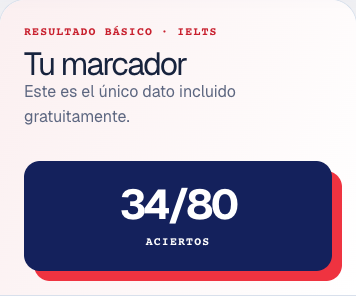 RESULTADO BÁSICO · IELTS
Tu marcador
Este es el único dato incluido
gratuitamente.
34/80
ACIERTOS